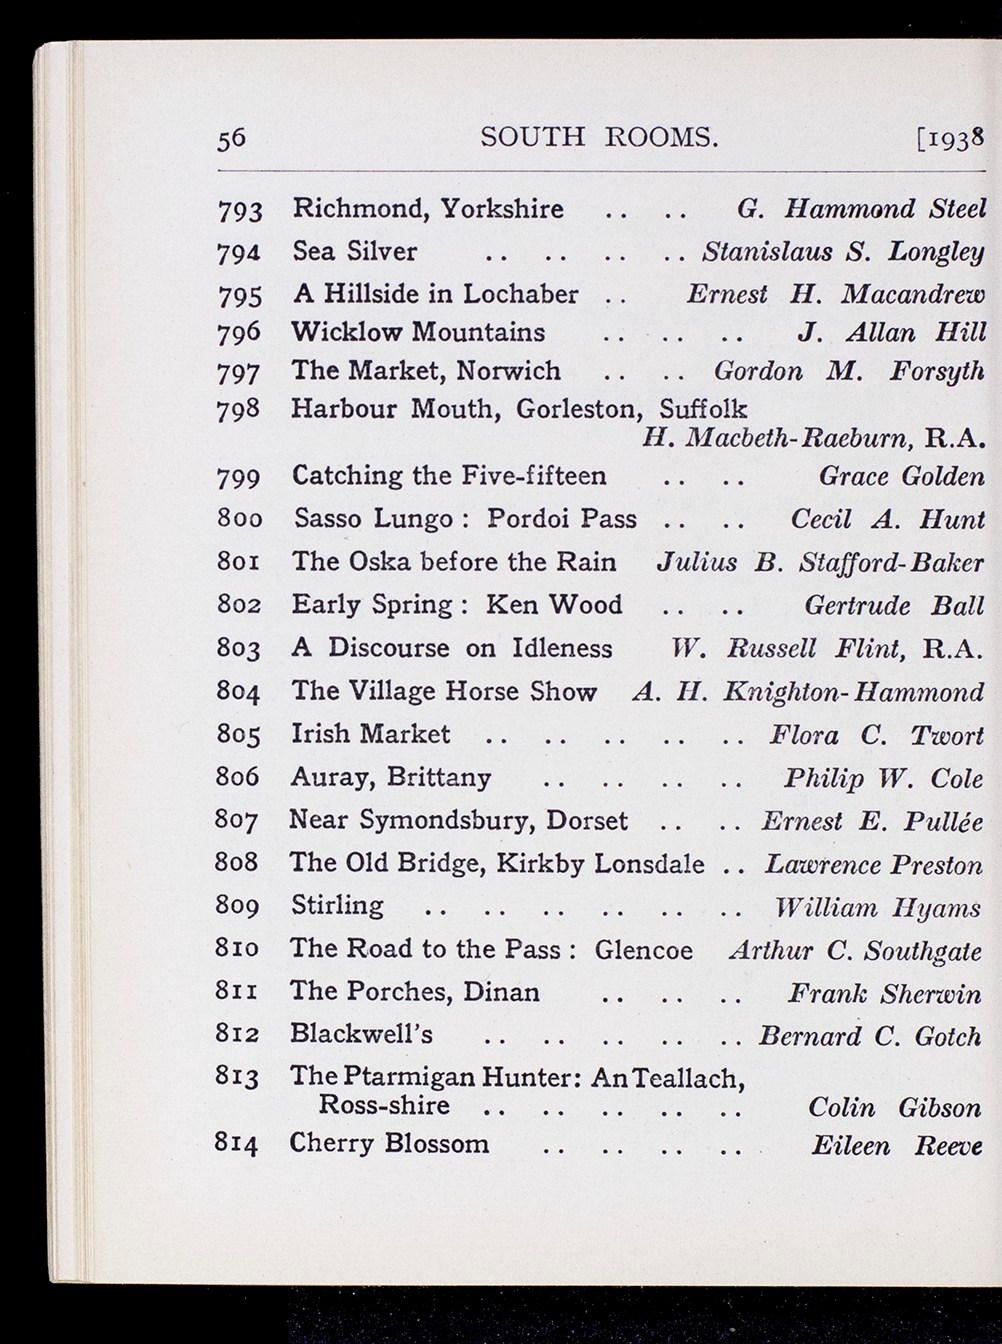 56 SOUTH ROOMS. [1938
793 Richmond, Yorkshire .. .. G. Hammond Steel
794 Sea Silver .. .. .. .. Stanislaus S. Longley
795 A Hillside in Lochaber .. Ernest H. Macandrew
796 Wicklow Mountains .. .. .. J. Allan Hill
797 The Market, Norwich .. .. Gordon M. Forsyth
798 Harbour Mouth, Gorleston, Suffolk
H. Macbeth-Raeburn, R.A.
799 Catching the Five-fifteen .. .. Grace Golden
800 Sasso Lungo : Pordoi Pass .. .. Cecil A. Hunt
801 The Oska before the Rain Julius B. Stafford-Baker
802 Early Spring : Ken Wood .. .. Gertrude Ball
803 A Discourse on Idleness W. Russell Flint, R.A.
804 The Village Horse Show A. H. Knighton-Hammond
805 Irish Market .. .. .. .. .. Flora C. Twort
806 Auray, Brittany .. .. .. .. Philip W. Cole
807 Near Symondsbury, Dorset .. .. Ernest E. Pullée
808 The Old Bridge, Kirkby Lonsdale .. Lawrence Preston
809 Stirling .. .. .. .. .. .. William Hyams
810 The Road to the Pass : Glencoe Arthur C. Southgate
811 The Porches, Dinan .. .. .. Frank Sherwin
812 Blackwell's .. .. .. .. .. Bernard C. Gotch
813 The Ptarmigan Hunter: An Teallach,
Ross-shire .. .. .. .. .. Colin Gibson
814 Cherry Blossom .. .. .. .. Eileen Reeve